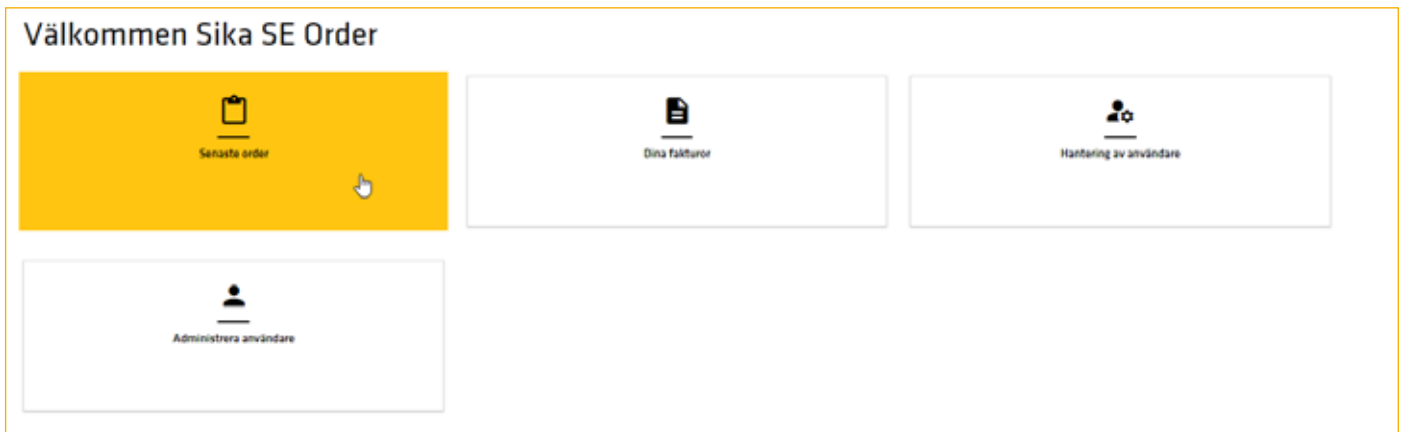 Välkommen Sika SE Order
Senaste order
Dina fakturor
Hantering av användare
Administrera användare